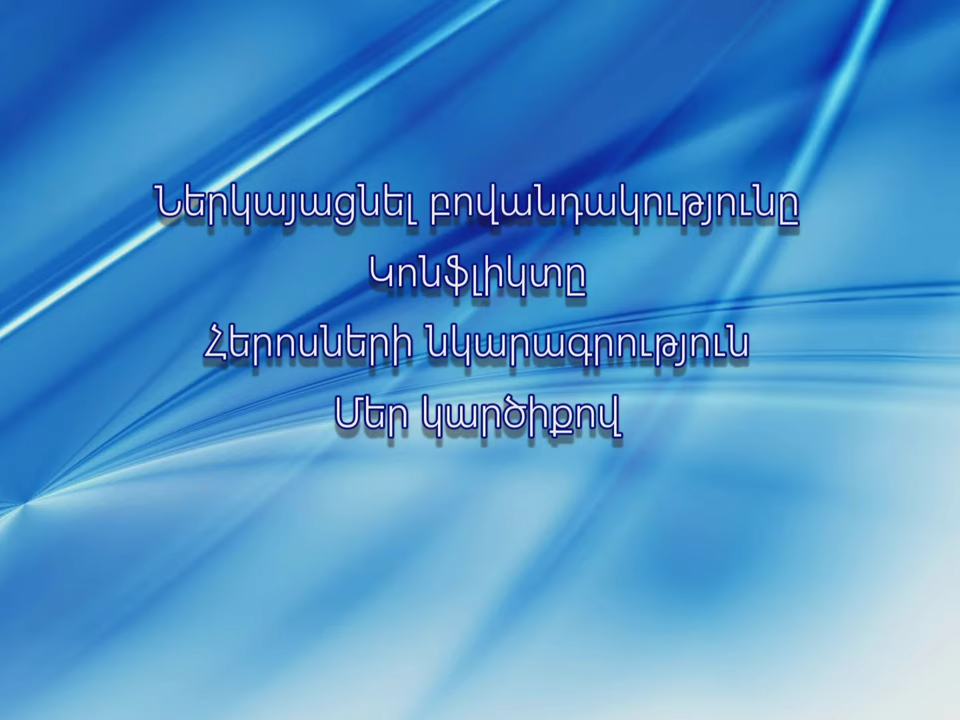 Ներկայացնել բովանդակությունը
Կոնֆլիկտը
Հերոսների նկարագրություն
Մեր կարծիքով